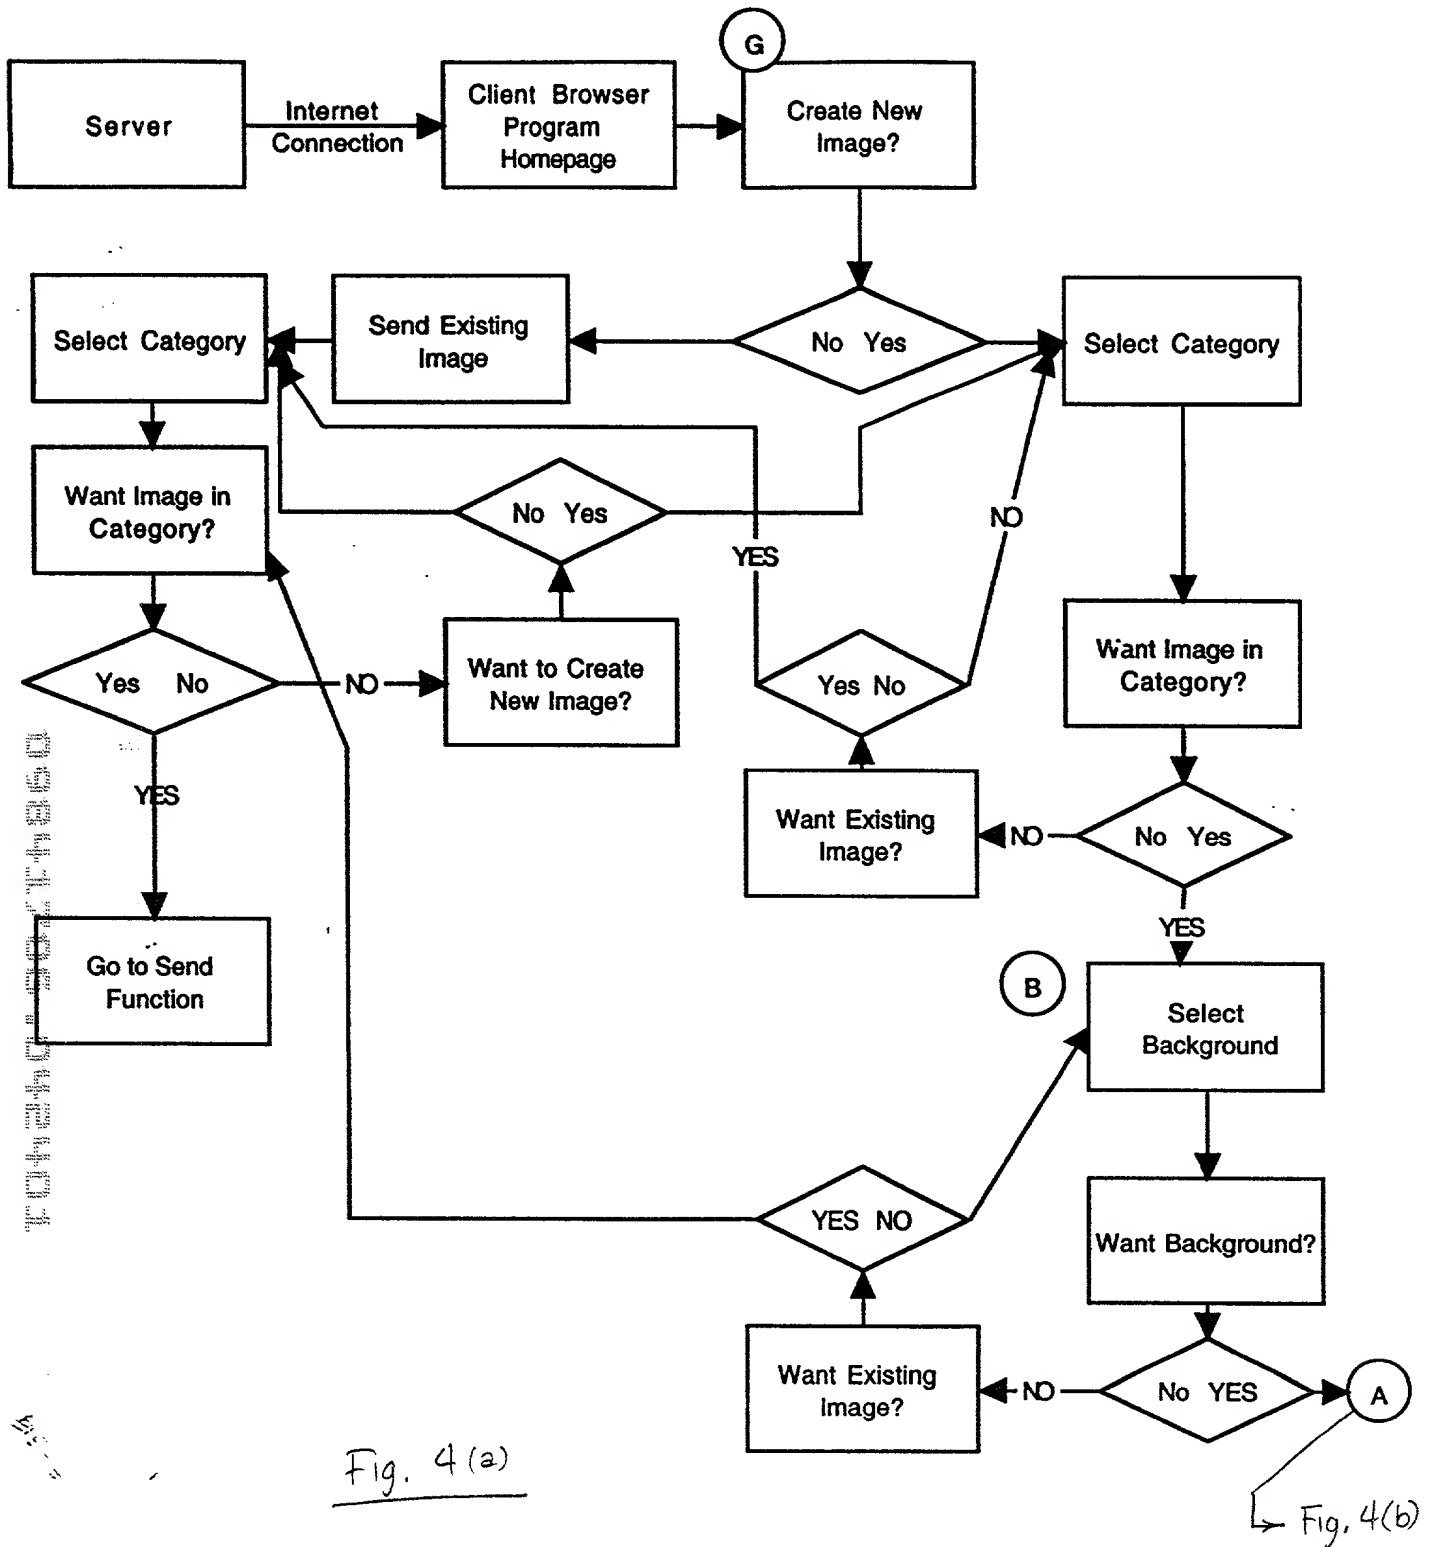 G
Server
Internet
Connection
Client Browser
Program
Homepage
Create New
Image?
Select Category
Send Existing
Image
No Yes
Select Category
Want Image in
Category?
No Yes
YES
NO
Yes No
NO
Want to Create
New Image?
Yes No
Want Image in
Category?
YES
Want Existing
Image?
NO
No Yes
YES
Go to Send
Function
B
Select
Background
YES NO
Want Background?
Want Existing
Image?
NO
No YES
A
Fig. 4(a)
Fig. 4(b)